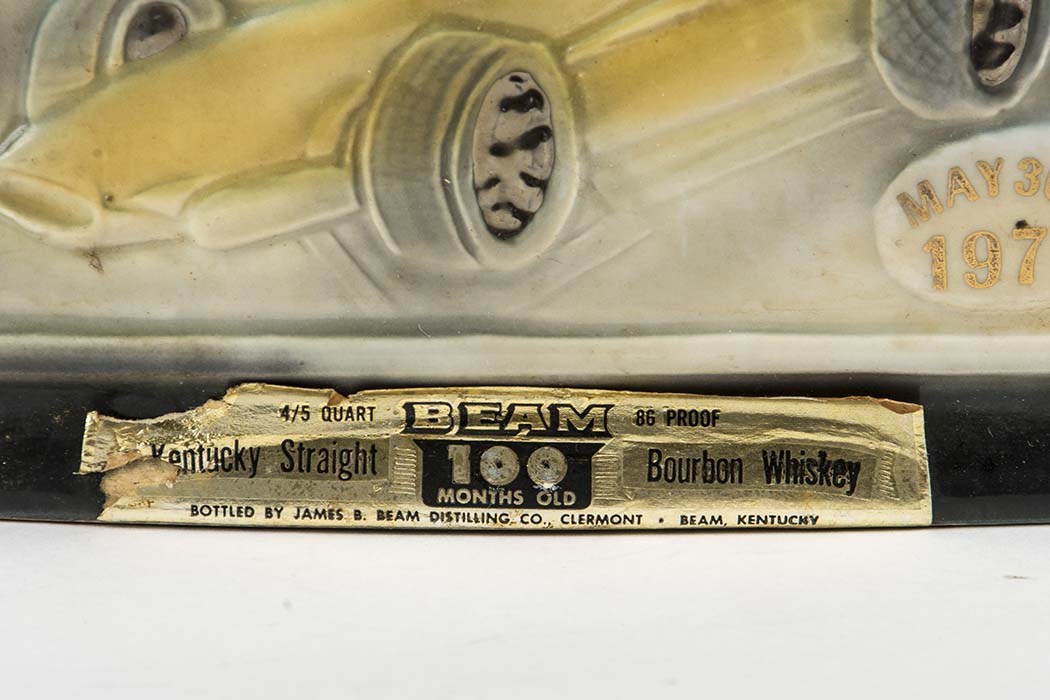 MAY 30
197
4/5 QUART BEAM 86 PROOF
Kentucky Straight 100 Bourbon Whiskey
MONTHS OLD
BOTTLED BY JAMES B. BEAM DISTILLING CO., CLERMONT • BEAM, KENTUCKY